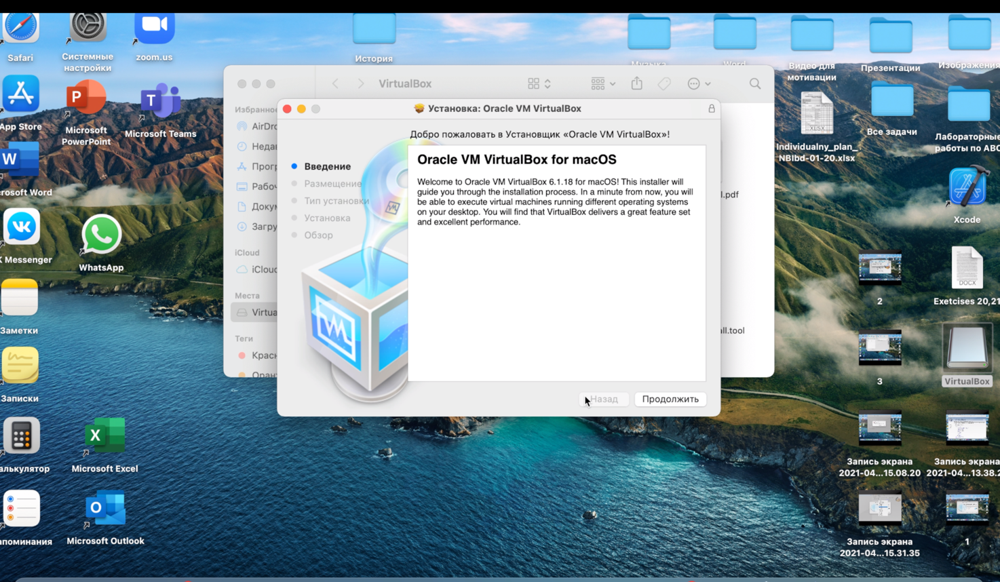 Safari
Системные
настройки
zoom.us
История
Музыка
Word
Видео для
мотивации
Презентации
Изображения
App Store
Microsoft
PowerPoint
Microsoft Teams
XLSX
Individualny_plan_
NBIbd-01-20.xlsx
Все задачи
Лабораторные
работы по АВС
VirtualBox
Избранное
AirDro
Неда
Прогр
Рабоч
Докум
Загру
iCloud
iCloud
Места
Virtua
Теги
Красн
Оран
l.pdf
all.tool
Установка: Oracle VM VirtualBox
Добро пожаловать в Установщик «Oracle VM VirtualBox»!
Введение
Размещение
Тип установки
Установка
Обзор
Oracle VM VirtualBox for macOS
Welcome to Oracle VM VirtualBox 6.1.18 for macOS! This installer will
guide you through the installation process. In a minute from now, you will
be able to execute virtual machines running different operating systems
on your desktop. You will find that VirtualBox delivers a great feature set
and excellent performance.
Назад
Продолжить
rosoft Word
K Messenger
WhatsApp
Заметки
Записки
алькулятор
Microsoft Excel
апоминания
Microsoft Outlook
Xcode
2
DOCX
Exetcises 20,21
3
VirtualBox
Запись экрана
2021-04...15.08.20
Запись экрана
2021-04...13.38.2
Запись экрана
2021-04...15.31.35
1